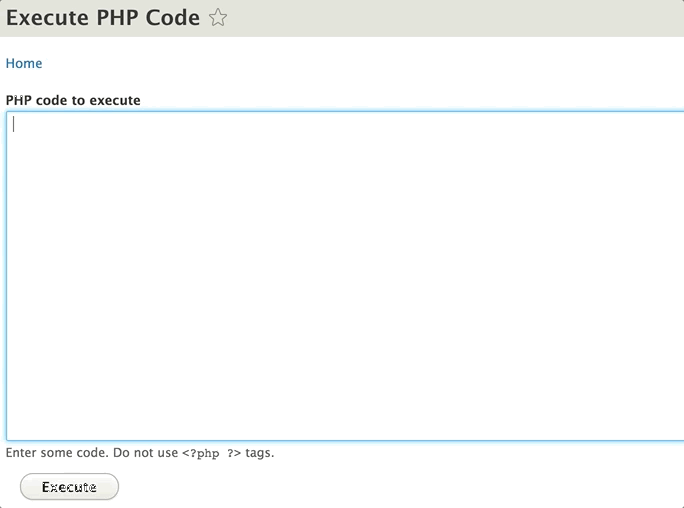 Execute PHP Code
Home
PHP code to execute
Enter some code. Do not use <?php ?> tags.
Execute